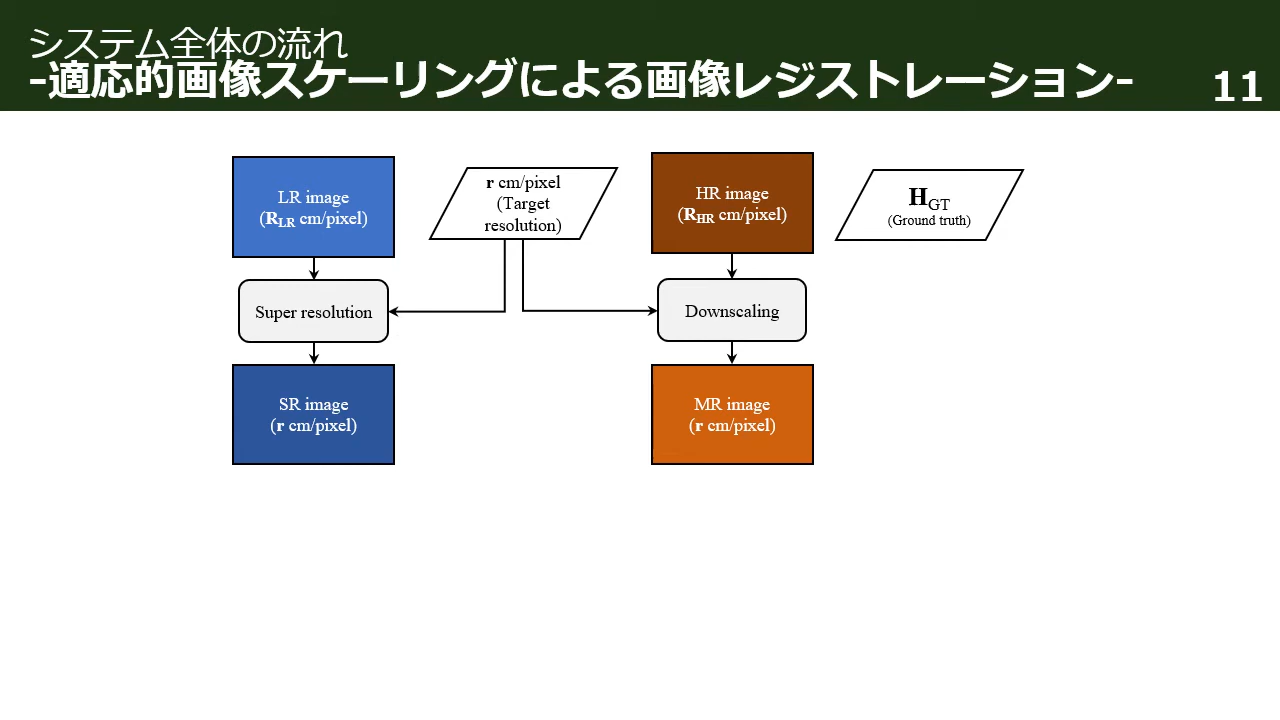 システム全体の流れ
-適応的画像スケーリングによる画像レジストレーション-
11
LR image
(R_LR cm/pixel)
r cm/pixel
(Target
resolution)
HR image
(R_HR cm/pixel)
H_GT
(Ground truth)
Super resolution
Downscaling
SR image
(r cm/pixel)
MR image
(r cm/pixel)